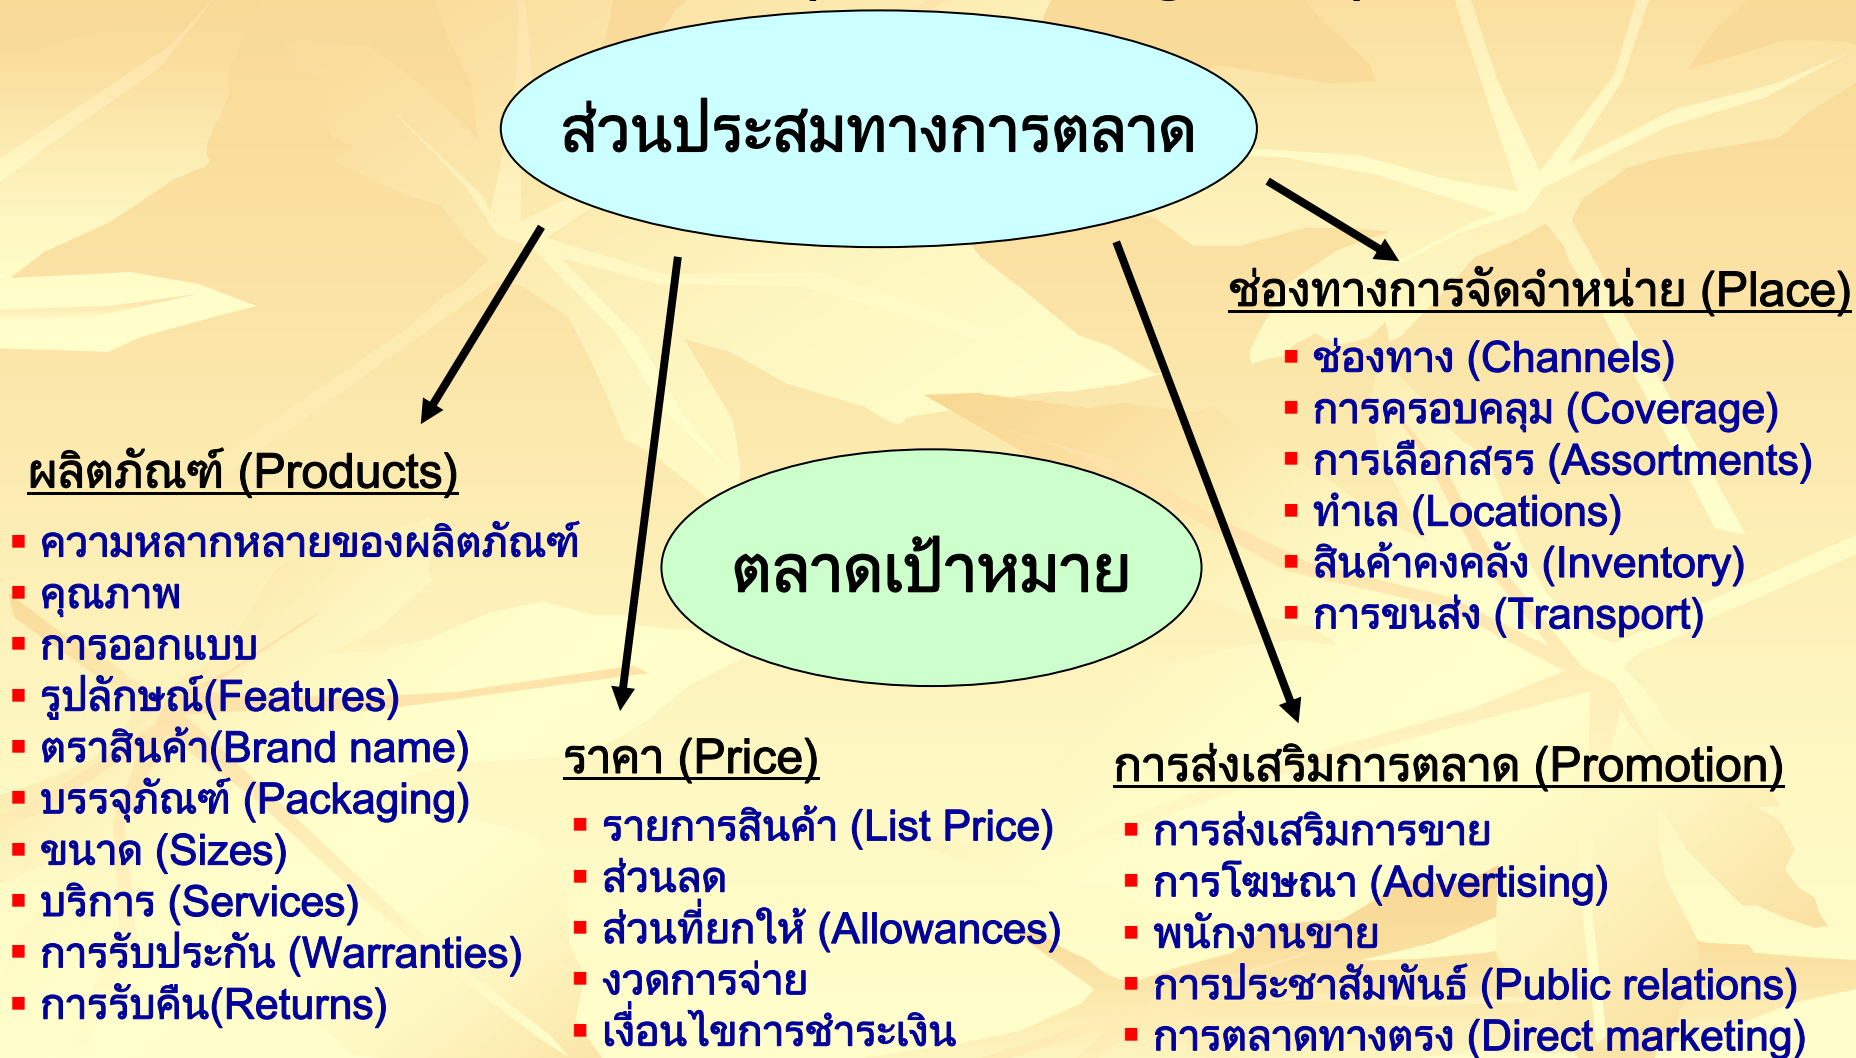 ส่วนประสมทางการตลาด
ช่องทางการจัดจำหน่าย (Place)
ช่องทาง (Channels)
การครอบคลุม (Coverage)
การเลือกสรร (Assortments)
ทำเล (Locations)
สินค้าคงคลัง (Inventory)
การขนส่ง (Transport)
ผลิตภัณฑ์ (Products)
ความหลากหลายของผลิตภัณฑ์
คุณภาพ
การออกแบบ
รูปลักษณ์(Features)
ตราสินค้า(Brand name)
บรรจุภัณฑ์ (Packaging)
ขนาด (Sizes)
บริการ (Services)
การรับประกัน (Warranties)
การรับคืน(Returns)
ตลาดเป้าหมาย
ราคา (Price)
รายการสินค้า (List Price)
ส่วนลด
ส่วนที่ยกให้ (Allowances)
งวดการจ่าย
เงื่อนไขการชำระเงิน
การส่งเสริมการตลาด (Promotion)
การส่งเสริมการขาย
การโฆษณา (Advertising)
พนักงานขาย
การประชาสัมพันธ์ (Public relations)
การตลาดทางตรง (Direct marketing)